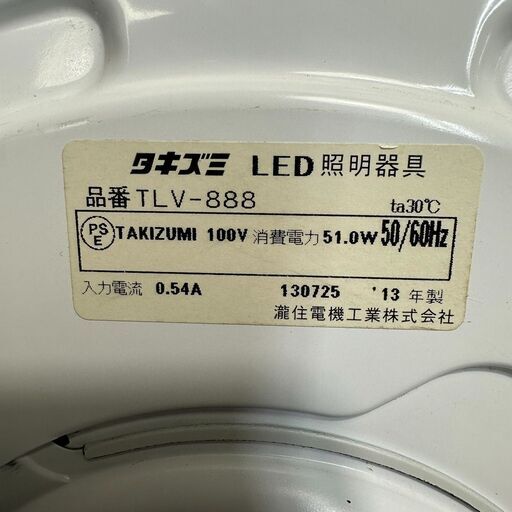 タキズミ LED照明器具
品番 TLV-888 ta30℃
PSE TAKIZUMI 100V 消費電力 51.0W 50/60Hz
入力電流 0.54A 130725 '13年製
瀧住電機工業株式会社